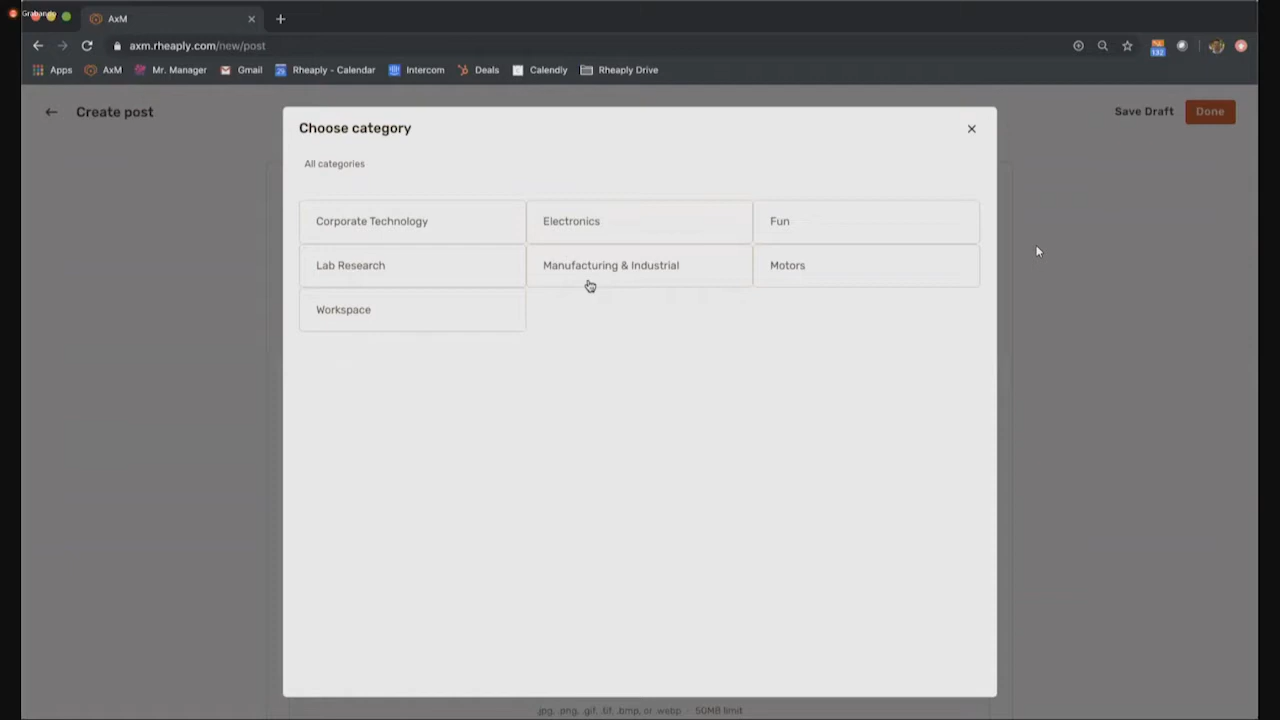 Grabando
AxM
axm.rheaply.com/new/post
132
Apps AxM Mr. Manager Gmail Rheaply - Calendar Intercom Deals Calendly Rheaply Drive
Create post
Save Draft
Done
Choose category
All categories
Corporate Technology
Electronics
Fun
Lab Research
Manufacturing & Industrial
Motors
Workspace
.jpg, .png, .gif, .tif, .bmp, or .webp · 50MB limit